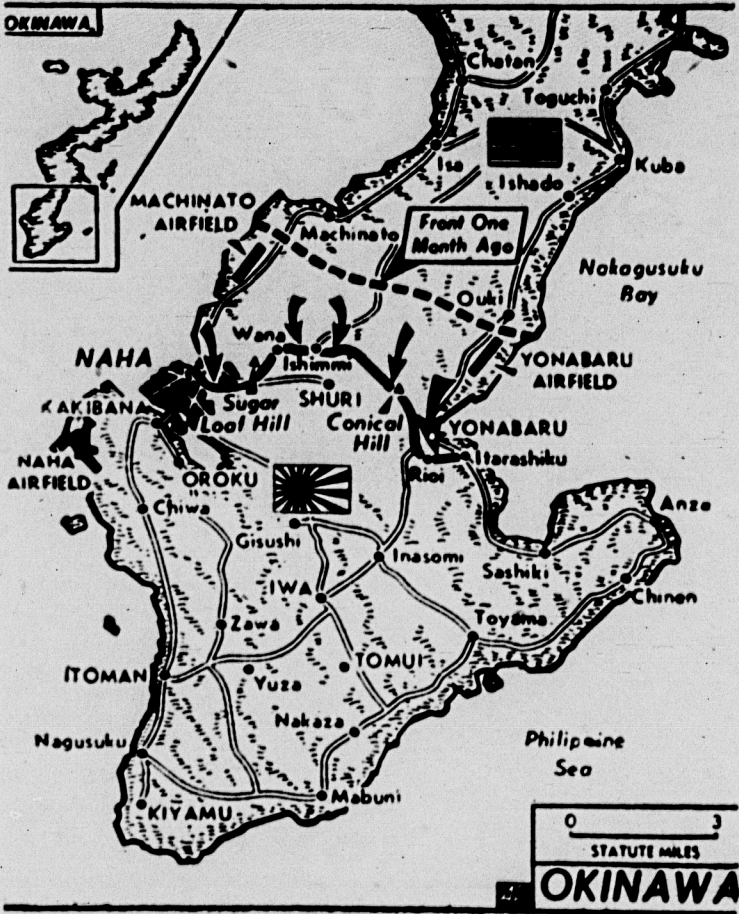 OKINAWA
Chatan
Toguchi
Isa
Ishado
Kuba
MACHINATO
AIRFIELD
Machinato
Front One
Month Ago
Nakagusuku
Bay
Ouki
Wana
Ishimmi
NAHA
SHURI
Sugar
Loaf Hill
Conical
Hill
YONABARU
AIRFIELD
KAKIBANA
YONABARU
NAHA
AIRFIELD
OROKU
Rioi
Itarashiku
Chiwa
Gisushi
Anza
Inasomi
Sashiki
IWA
Chinen
Zawa
Toyama
ITOMAN
Yuza
TOMUI
Nakaza
Nagusuku
Philippine
Sea
Mabuni
KIYAMU
0 3
STATUTE MILES
OKINAWA